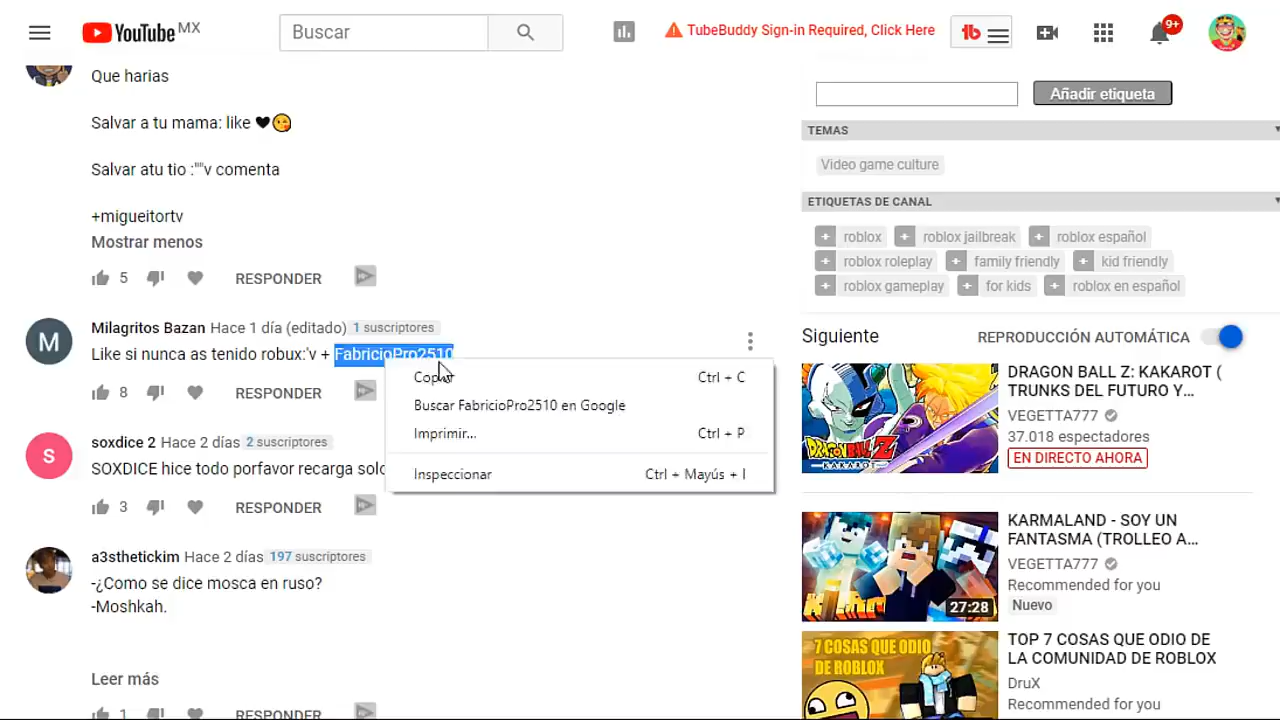 YouTube MX
Buscar
TubeBuddy Sign-in Required, Click Here
tb
9+
Que harias
Salvar a tu mama: like ❤😘
Salvar atu tio :""v comenta
+migueitortv
Mostrar menos
5
RESPONDER
M
Milagritos Bazan Hace 1 día (editado) 1 suscriptores
Like si nunca as tenido robux:'v + FabricioPro2510
8
RESPONDER
Copiar Ctrl + C
Buscar FabricioPro2510 en Google
Imprimir... Ctrl + P
Inspeccionar Ctrl + Mayús + I
S
soxdice 2 Hace 2 días 2 suscriptores
SOXDICE hice todo porfavor recarga solo
3
RESPONDER
a3sthetickim Hace 2 días 197 suscriptores
-¿Como se dice mosca en ruso?
-Moshkah.
Leer más
1
RESPONDER
Añadir etiqueta
TEMAS
Video game culture
ETIQUETAS DE CANAL
+ roblox + roblox jailbreak + roblox español
+ roblox roleplay + family friendly + kid friendly
+ roblox gameplay + for kids + roblox en español
Siguiente
REPRODUCCIÓN AUTOMÁTICA
DRAGON BALL Z
KAKAROT
DRAGON BALL Z: KAKAROT (
TRUNKS DEL FUTURO Y...
VEGETTA777
37.018 espectadores
EN DIRECTO AHORA
27:28
KARMALAND - SOY UN
FANTASMA (TROLLEO A...
VEGETTA777
Recommended for you
Nuevo
7 COSAS QUE ODIO
DE ROBLOX
TOP 7 COSAS QUE ODIO DE
LA COMUNIDAD DE ROBLOX
DruX
Recommended for you